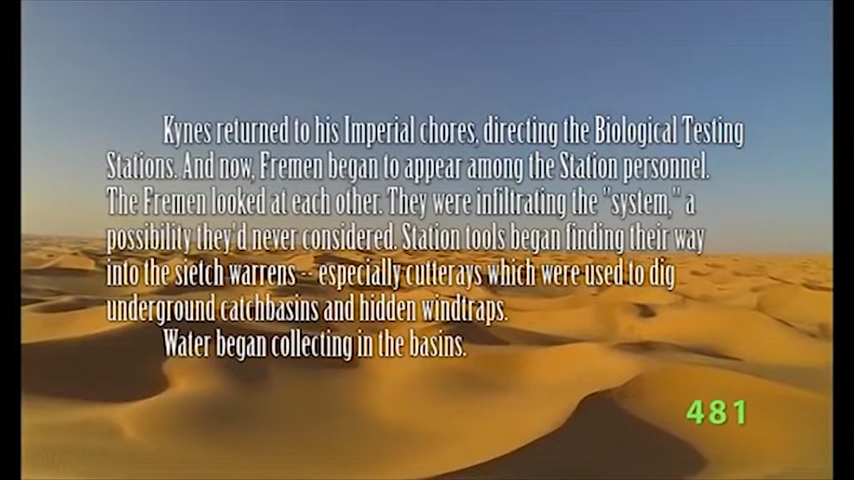 Kynes returned to his Imperial chores, directing the Biological Testing
Stations. And now, Fremen began to appear among the Station personnel.
The Fremen looked at each other. They were infiltrating the "system," a
possibility they'd never considered. Station tools began finding their way
into the sietch warrens -- especially cutterays which were used to dig
underground catchbasins and hidden windtraps.
Water began collecting in the basins.
481